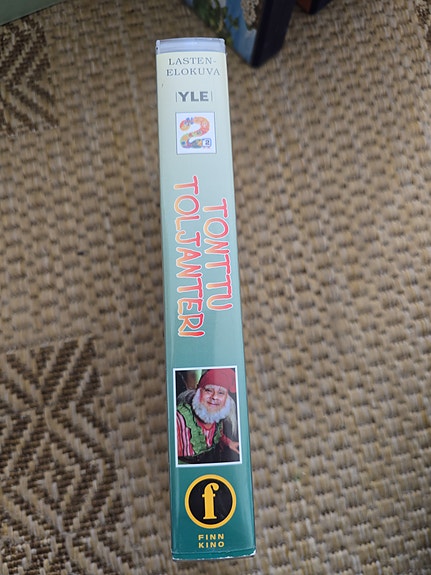 LASTEN-
ELOKUVA
YLE
2
TONTTU
TOLJANTERI
f
FINN
KINO